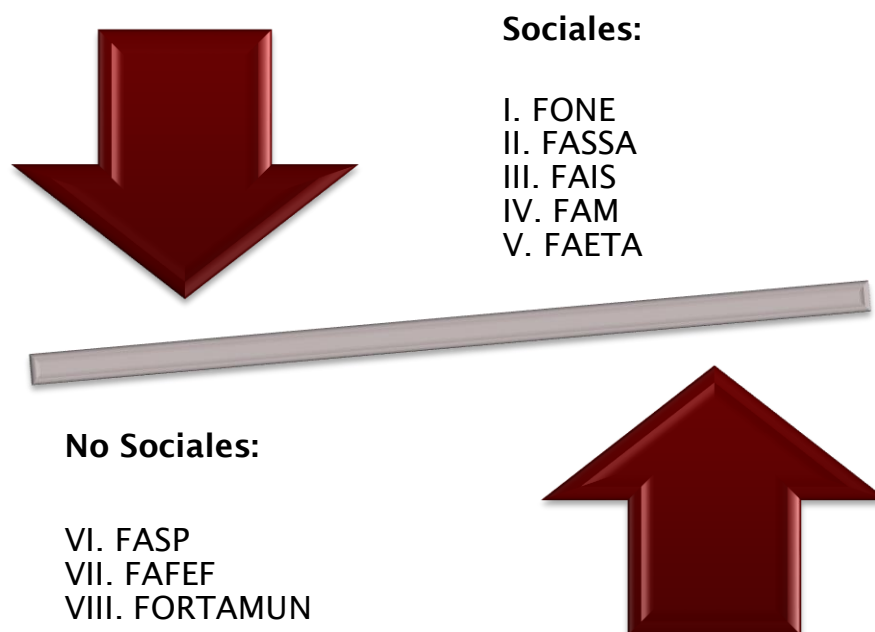 Sociales:
I. FONE
II. FASSA
III. FAIS
IV. FAM
V. FAETA
No Sociales:
VI. FASP
VII. FAFEF
VIII. FORTAMUN